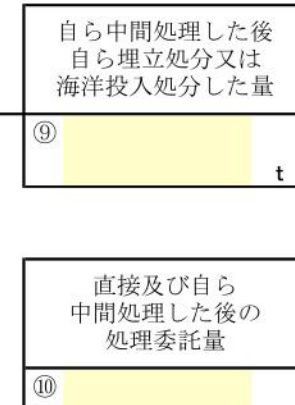 自ら中間処理した後
自ら埋立処分又は
海洋投入処分した量
⑨
t
直接及び自ら
中間処理した後の
処理委託量
⑩